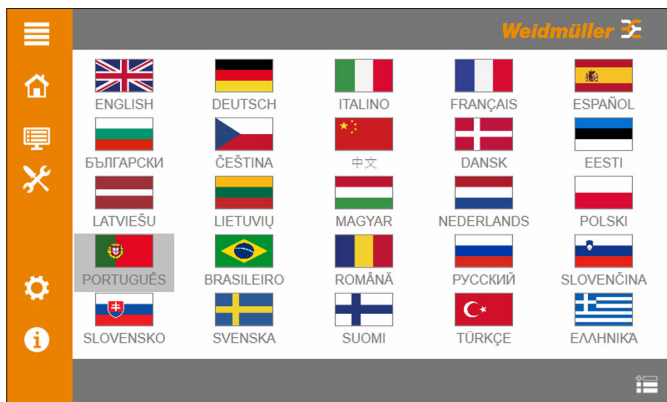 Weidmüller
ENGLISH DEUTSCH ITALINO FRANÇAIS ESPAÑOL
БЪЛГАРСКИ ČEŠTINA 中文 DANSK EESTI
LATVIEŠU LIETUVIŲ MAGYAR NEDERLANDS POLSKI
PORTUGUÊS BRASILEIRO ROMÂNĂ РУССКИЙ SLOVENČINA
SLOVENSKO SVENSKA SUOMI TÜRKÇE ΕΛΛΗΝΙΚΆ